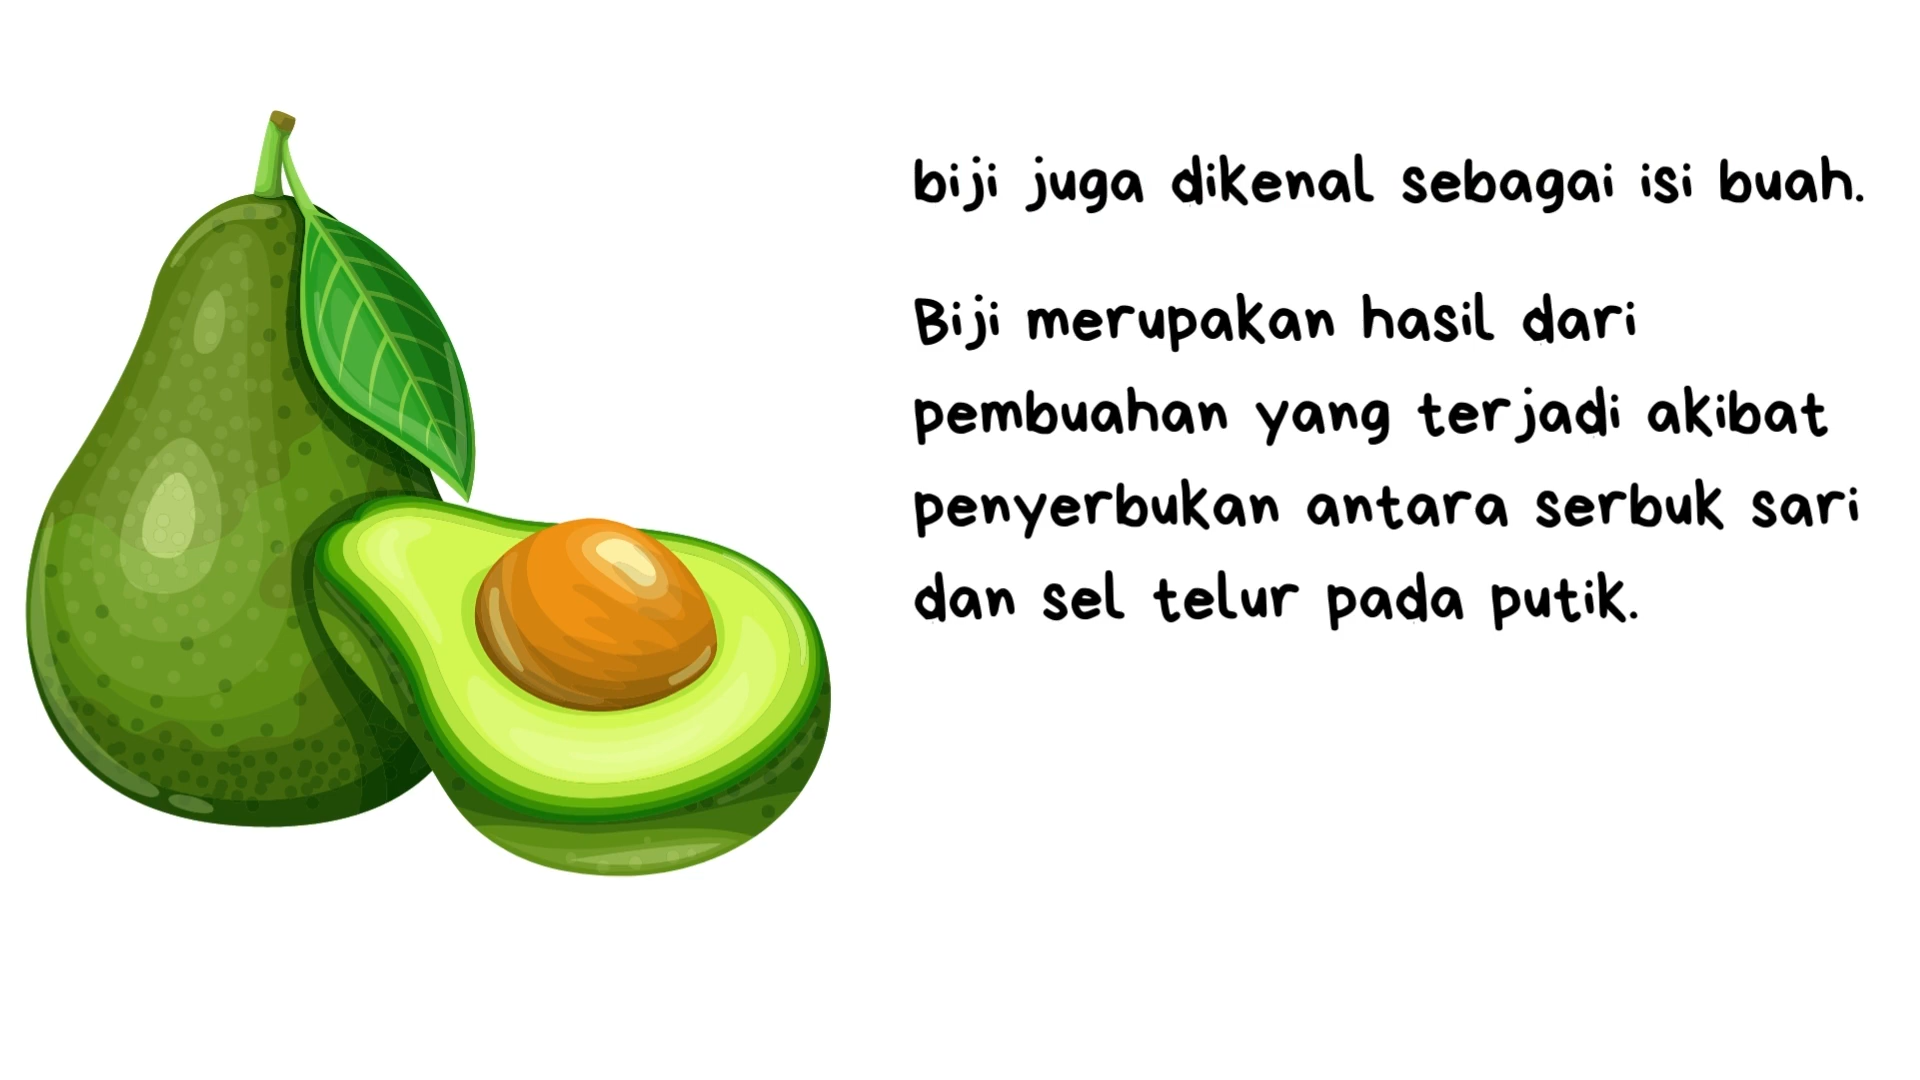 biji juga dikenal sebagai isi buah.
Biji merupakan hasil dari
pembuahan yang terjadi akibat
penyerbukan antara serbuk sari
dan sel telur pada putik.